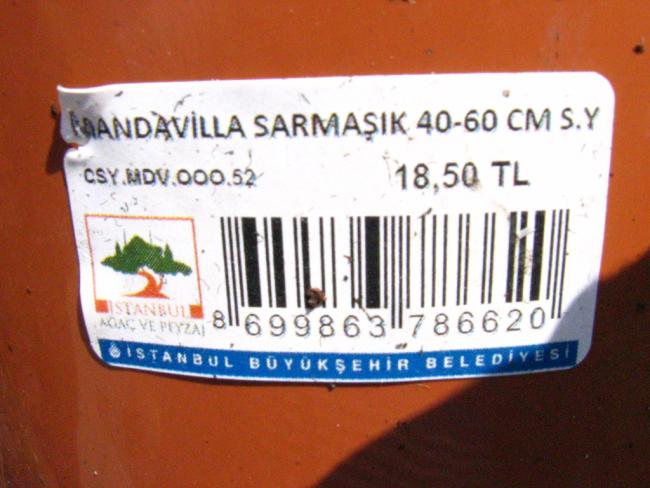 MANDAVILLA SARMAŞIK 40-60 CM S.Y
CSY.MDV.000.52
18,50 TL
İSTANBUL
AĞAÇ VE PEYZAJ
8 699863 786620
İSTANBUL BÜYÜKŞEHİR BELEDİYESİ